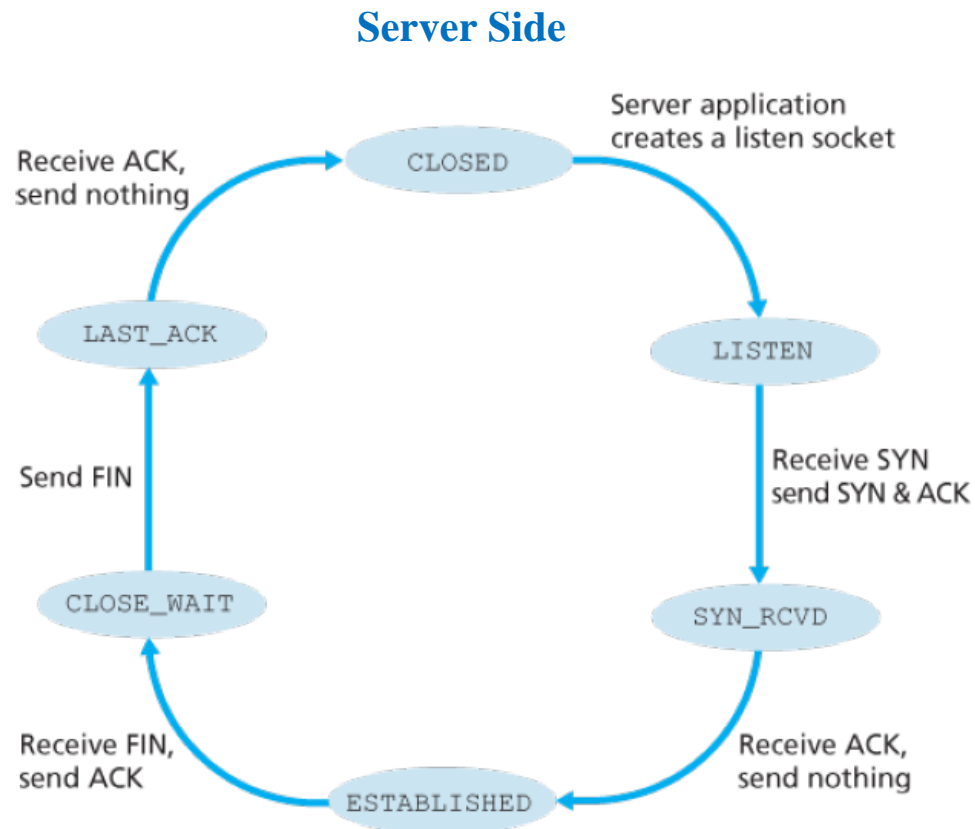 Server Side
Server application
creates a listen socket
CLOSED
Receive ACK,
send nothing
LAST_ACK
LISTEN
Receive SYN
send SYN & ACK
Send FIN
CLOSE_WAIT
SYN_RCVD
Receive FIN,
send ACK
Receive ACK,
send nothing
ESTABLISHED